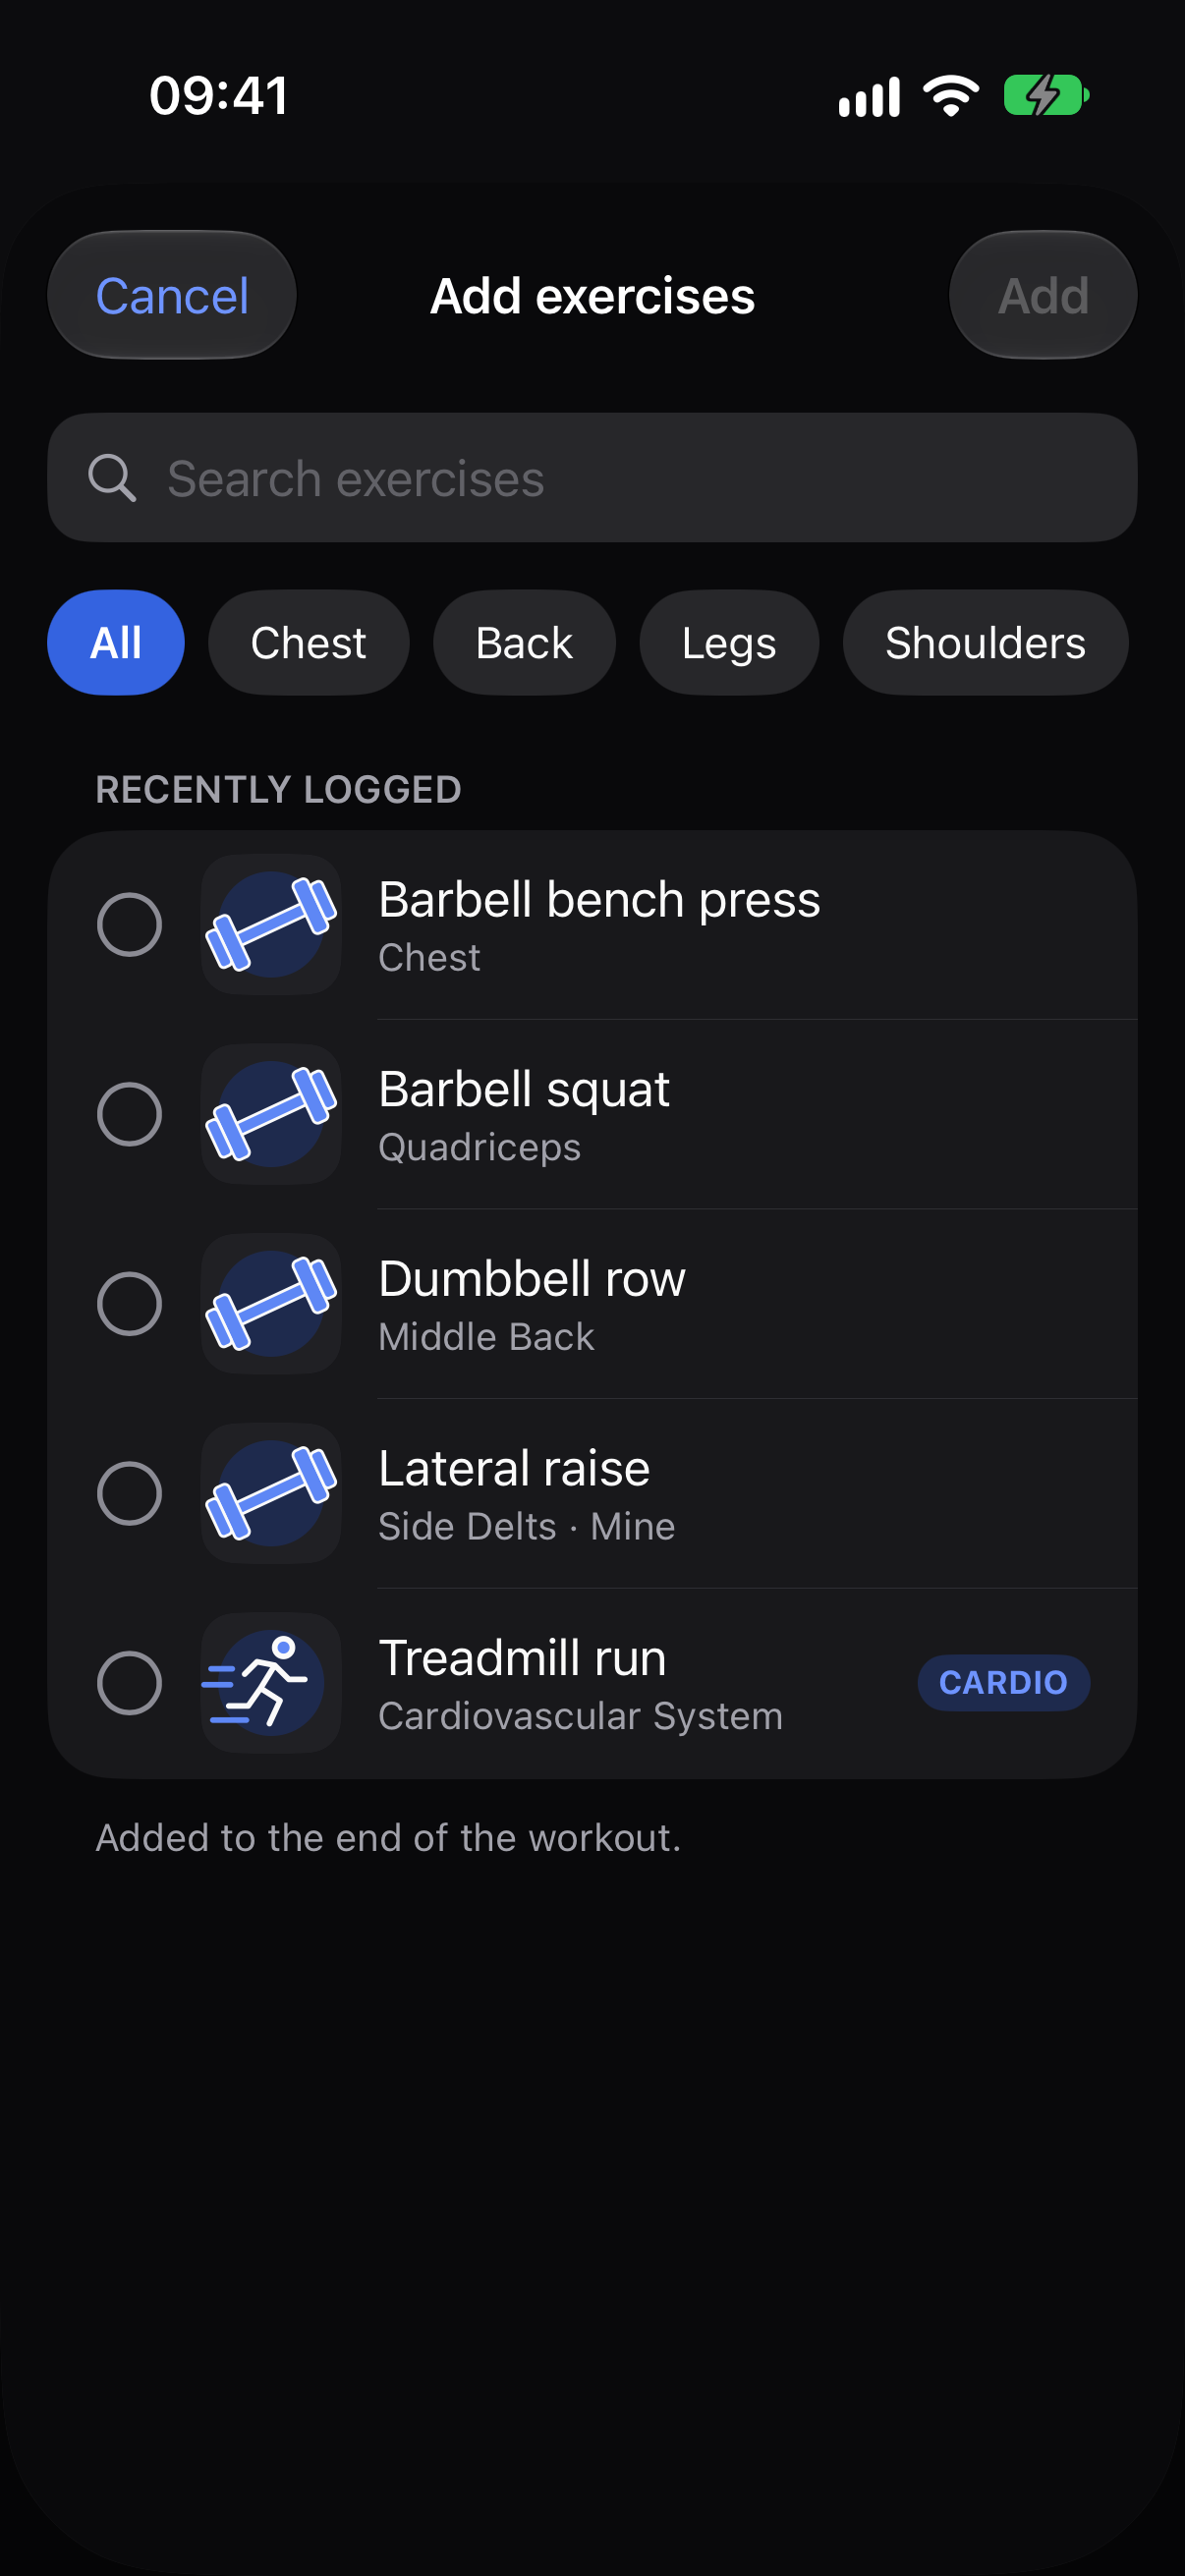 09:41
Cancel
Add exercises
Add
Search exercises
All
Chest
Back
Legs
Shoulders
RECENTLY LOGGED
Barbell bench press
Chest
Barbell squat
Quadriceps
Dumbbell row
Middle Back
Lateral raise
Side Delts · Mine
Treadmill run
Cardiovascular System
CARDIO
Added to the end of the workout.